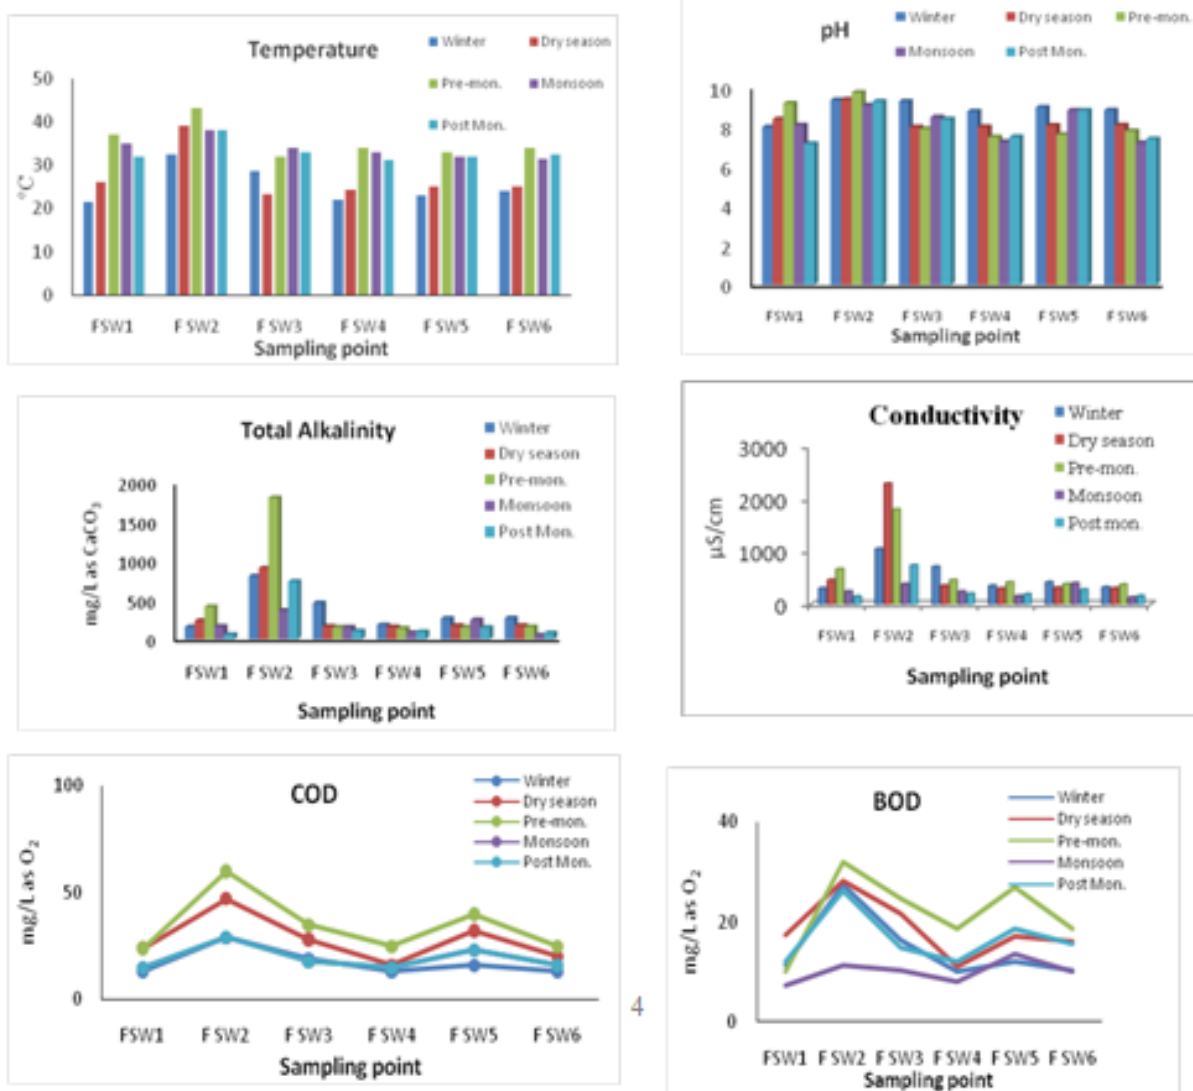 Temperature
Winter
Dry season
Pre-mon.
Monsoon
Post Mon.
50
40
30
20
10
0
°C
FSW1 F SW2 F SW3 F SW4 F SW5 F SW6
Sampling point
pH
Winter
Dry season
Pre-mon.
Monsoon
Post Mon.
10
8
6
4
2
0
FSW1 F SW2 F SW3 F SW4 F SW5 F SW6
Sampling point
Total Alkalinity
Winter
Dry season
Pre-mon.
Monsoon
Post Mon.
2000
1500
1000
500
0
mg/L as CaCO₃
FSW1 F SW2 F SW3 F SW4 F SW5 F SW6
Sampling point
Conductivity
Winter
Dry season
Pre-mon.
Monsoon
Post mon.
3000
2000
1000
0
µS/cm
FSW1 F SW2 F SW3 F SW4 F SW5 F SW6
Sampling point
COD
Winter
Dry season
Pre-mon.
Monsoon
Post Mon.
100
50
0
mg/L as O₂
FSW1 F SW2 F SW3 F SW4 F SW5 F SW6
Sampling point
4
BOD
Winter
Dry season
Pre-mon.
Monsoon
Post Mon.
40
20
0
mg/L as O₂
FSW1 F SW2 F SW3 F SW4 F SW5 F SW6
Sampling point